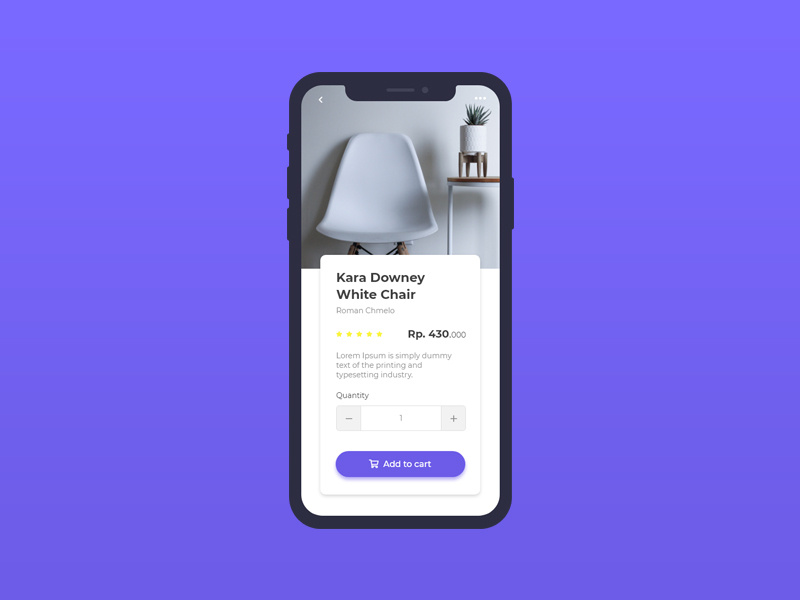 Kara Downey
White Chair
Roman Chmelo
Rp. 430.000
Lorem Ipsum is simply dummy
text of the printing and
typesetting industry.
Quantity
− 1 +
Add to cart